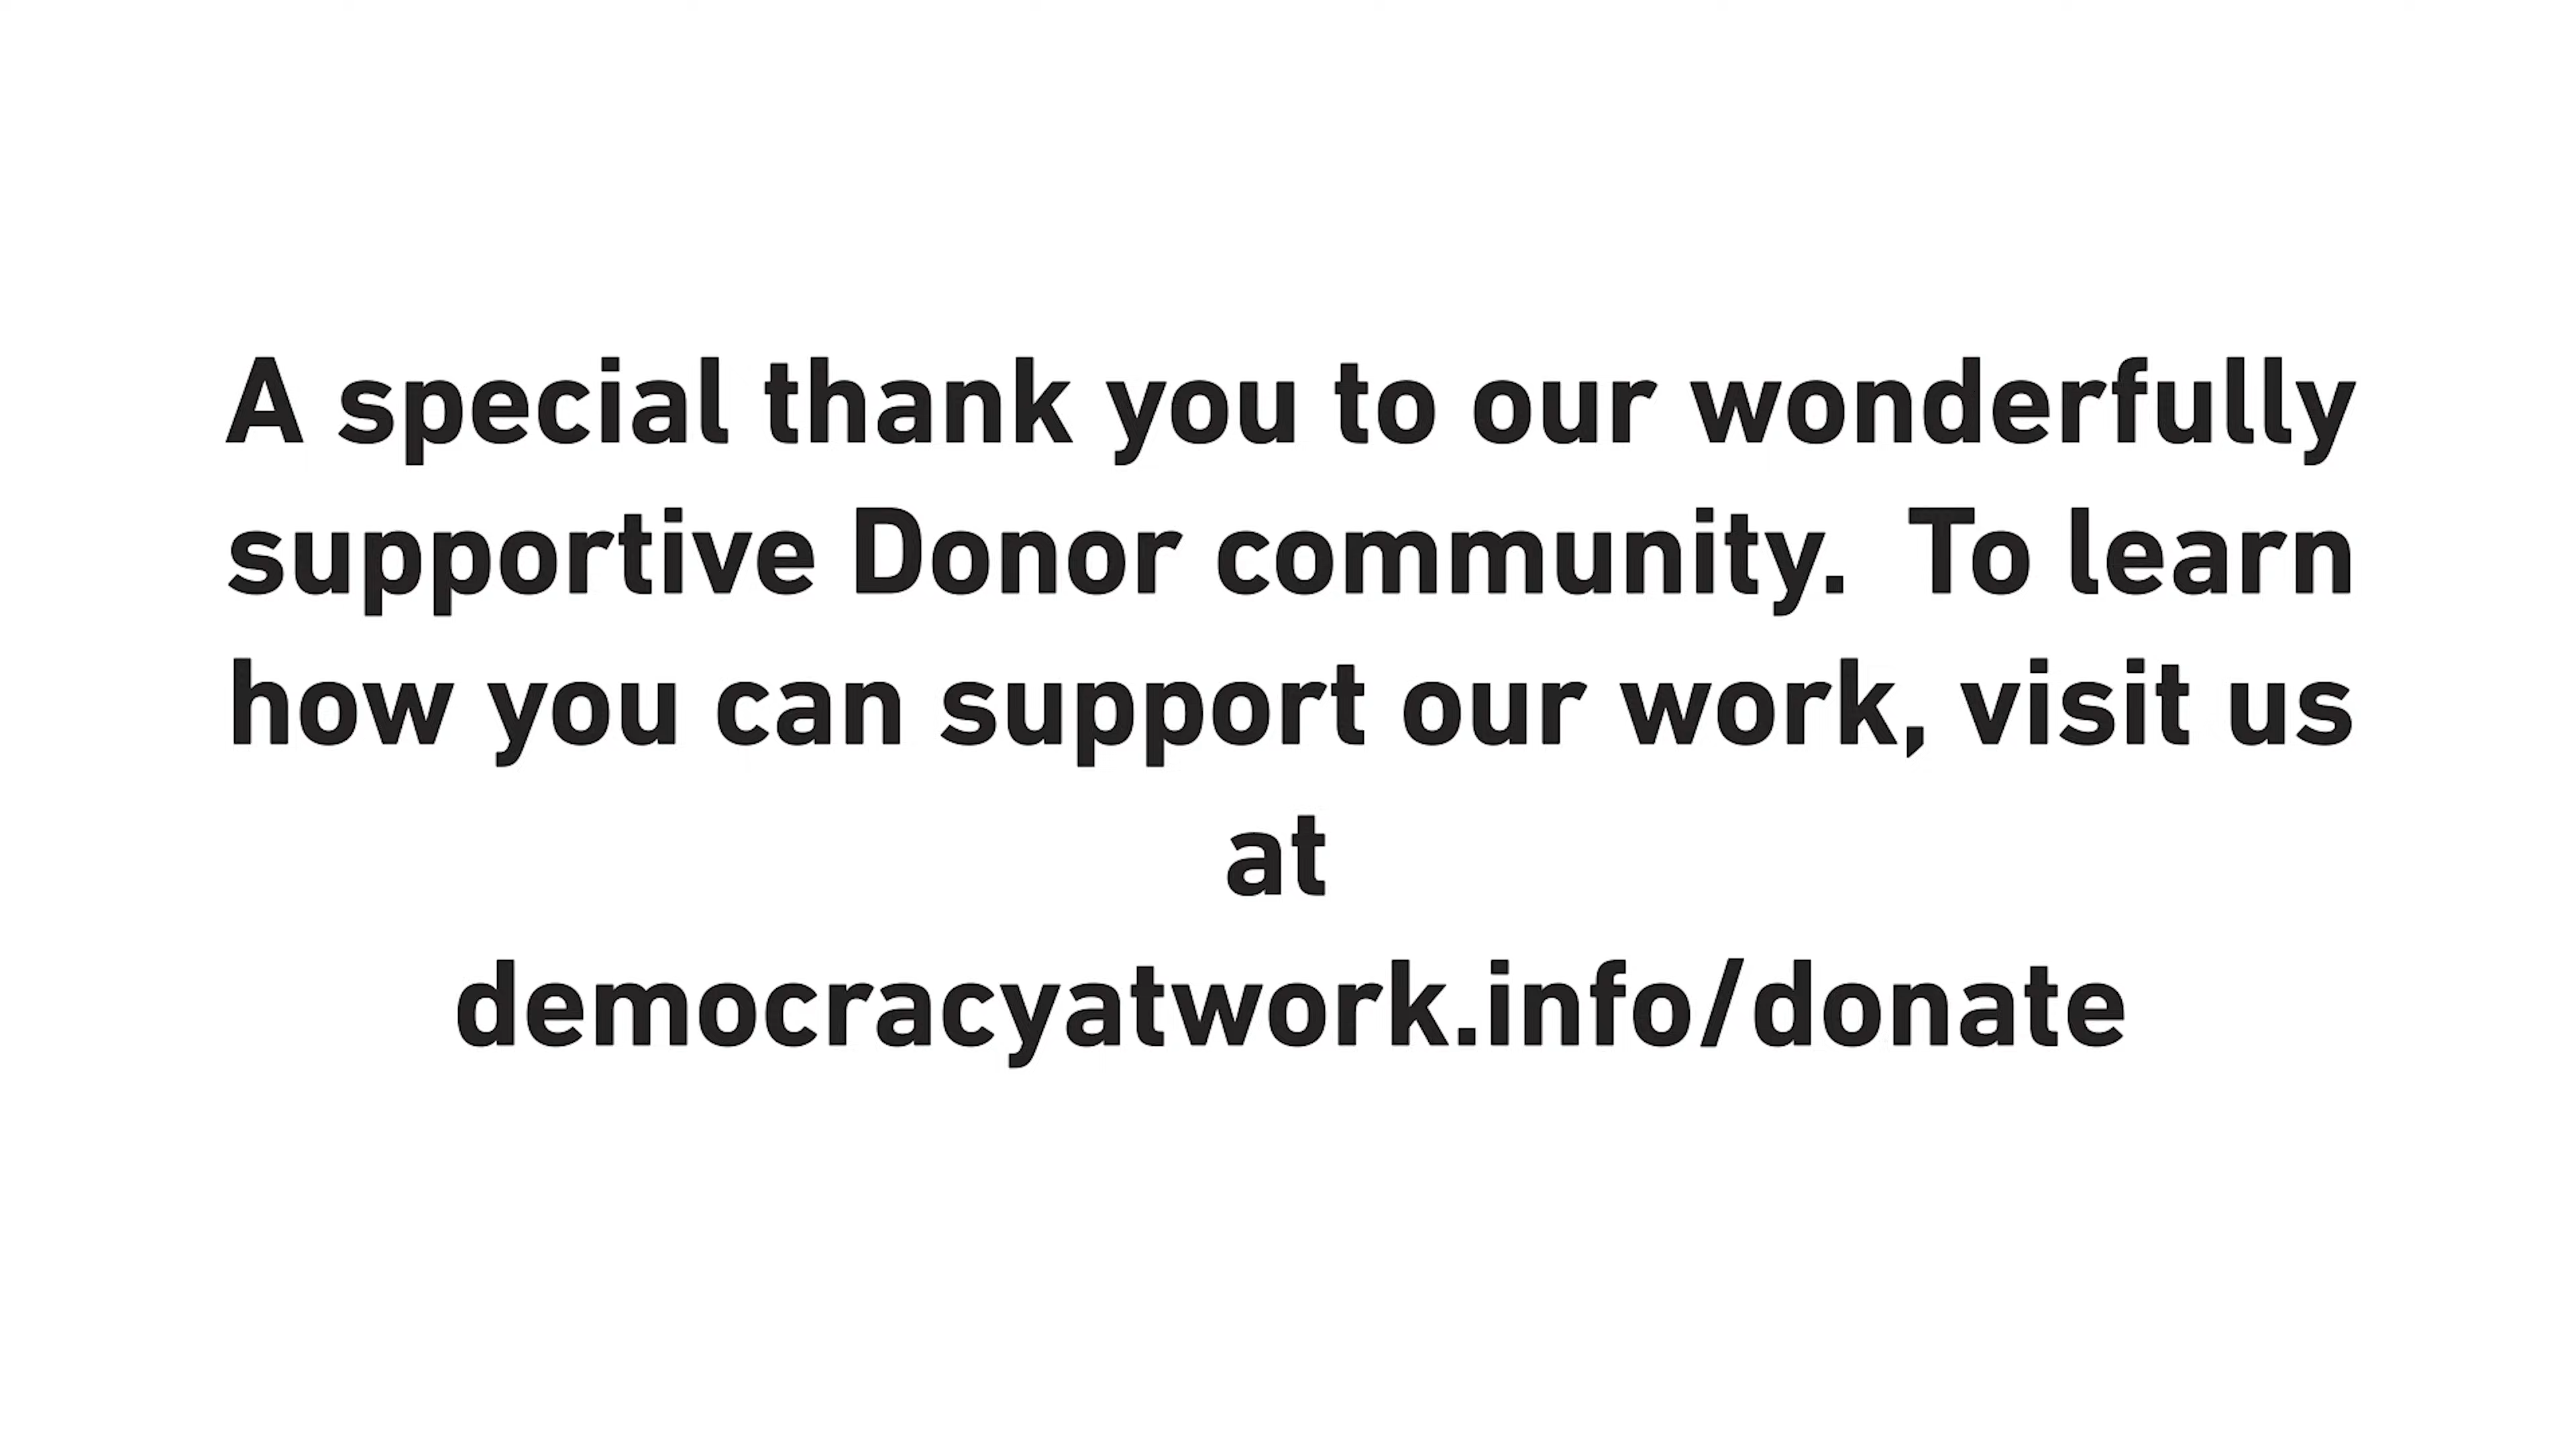 A special thank you to our wonderfully
supportive Donor community.  To learn
how you can support our work, visit us
at
democracyatwork.info/donate